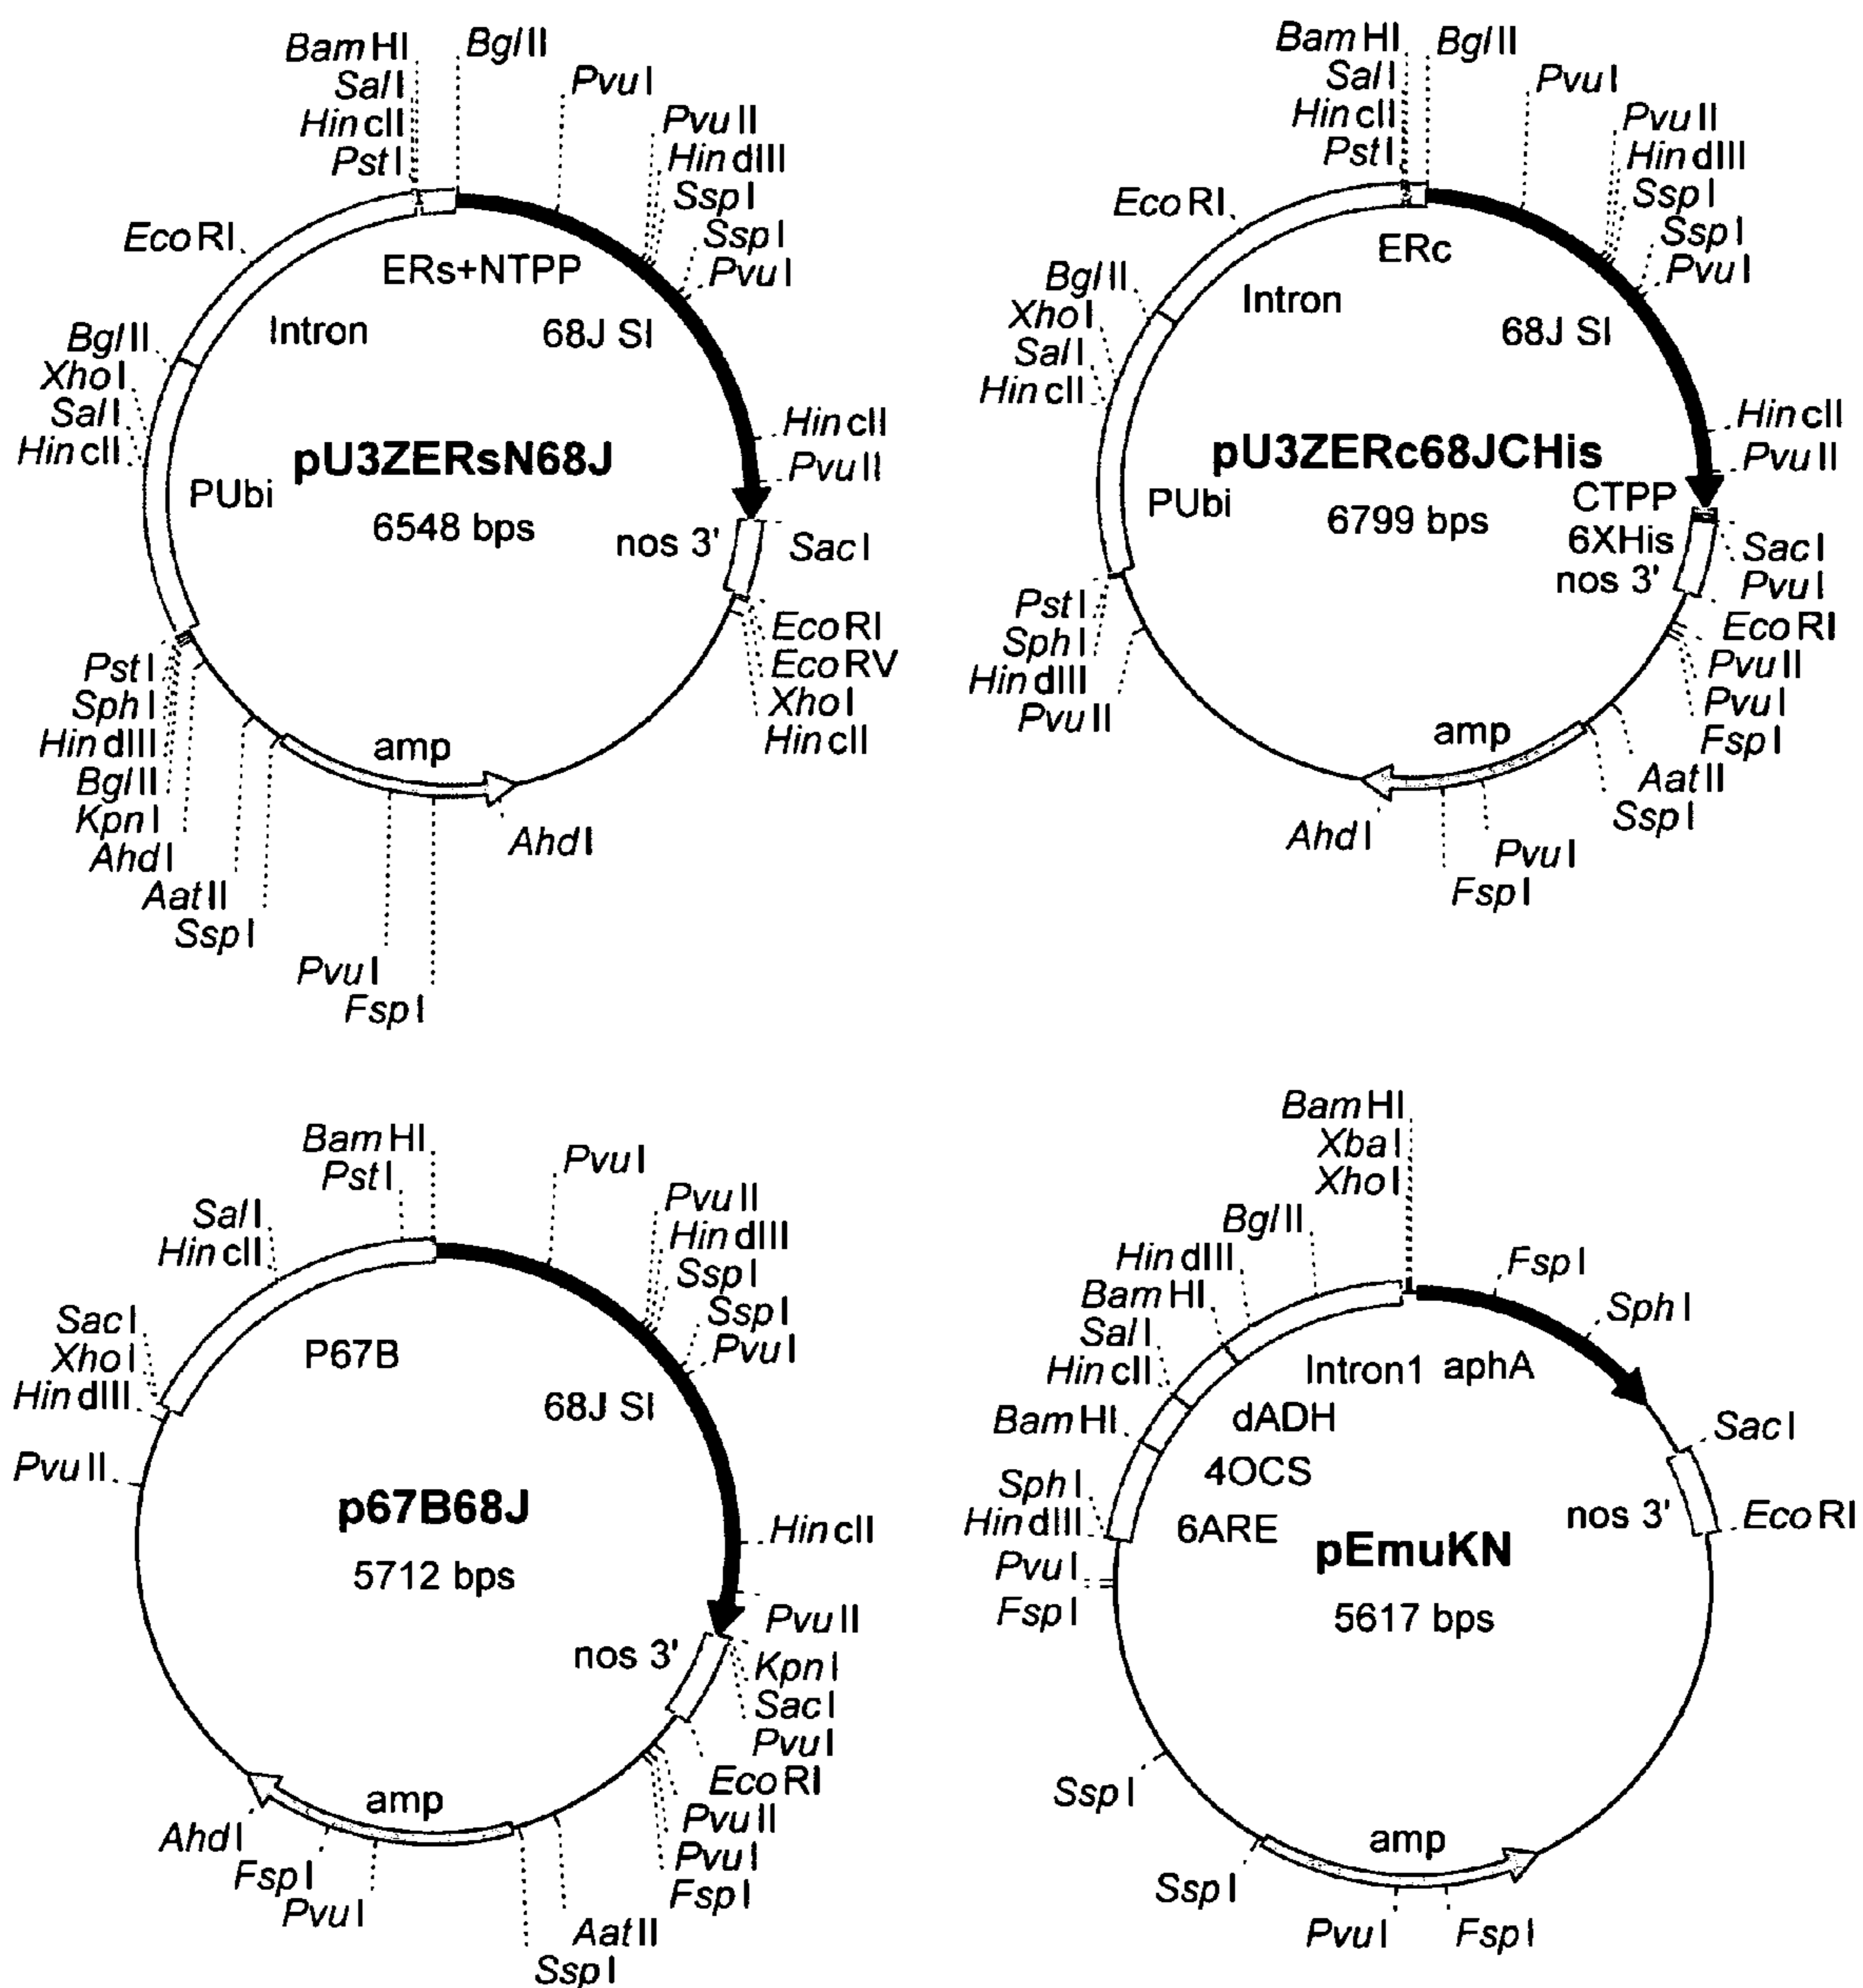 BamHI
SalI
HincII
PstI
BglII
PvuI
PvuII
HindIII
SspI
SspI
PvuI
EcoRI
ERs+NTPP
Intron
68J SI
BglII
XhoI
SalI
HincII
pU3ZERsN68J
6548 bps
PUbi
HincII
PvuII
nos 3'
SacI
EcoRI
EcoRV
XhoI
HincII
PstI
SphI
HindIII
BglII
KpnI
AhdI
AatII
SspI
amp
AhdI
PvuI
FspI
BamHI
SalI
HincII
PstI
BglII
PvuI
PvuII
HindIII
SspI
SspI
PvuI
EcoRI
ERc
Intron
68J SI
BglII
XhoI
SalI
HincII
pU3ZERc68JCHis
6799 bps
PUbi
HincII
PvuII
CTPP
6XHis
nos 3'
SacI
PvuI
EcoRI
PvuII
PvuI
FspI
PstI
SphI
HindIII
PvuII
amp
AatII
SspI
AhdI
PvuI
FspI
BamHI
PstI
SalI
HincII
PvuI
PvuII
HindIII
SspI
SspI
PvuI
SacI
XhoI
HindIII
P67B
68J SI
PvuII
p67B68J
5712 bps
HincII
PvuII
nos 3'
KpnI
SacI
PvuI
EcoRI
PvuII
PvuI
FspI
amp
AhdI
FspI
PvuI
AatII
SspI
BamHI
XbaI
XhoI
BglII
HindIII
BamHI
SalI
HincII
BamHI
SphI
HindIII
PvuI
FspI
FspI
SphI
Intron1
aphA
dADH
4OCS
6ARE
SacI
nos 3'
EcoRI
pEmuKN
5617 bps
SspI
SspI
amp
PvuI
FspI